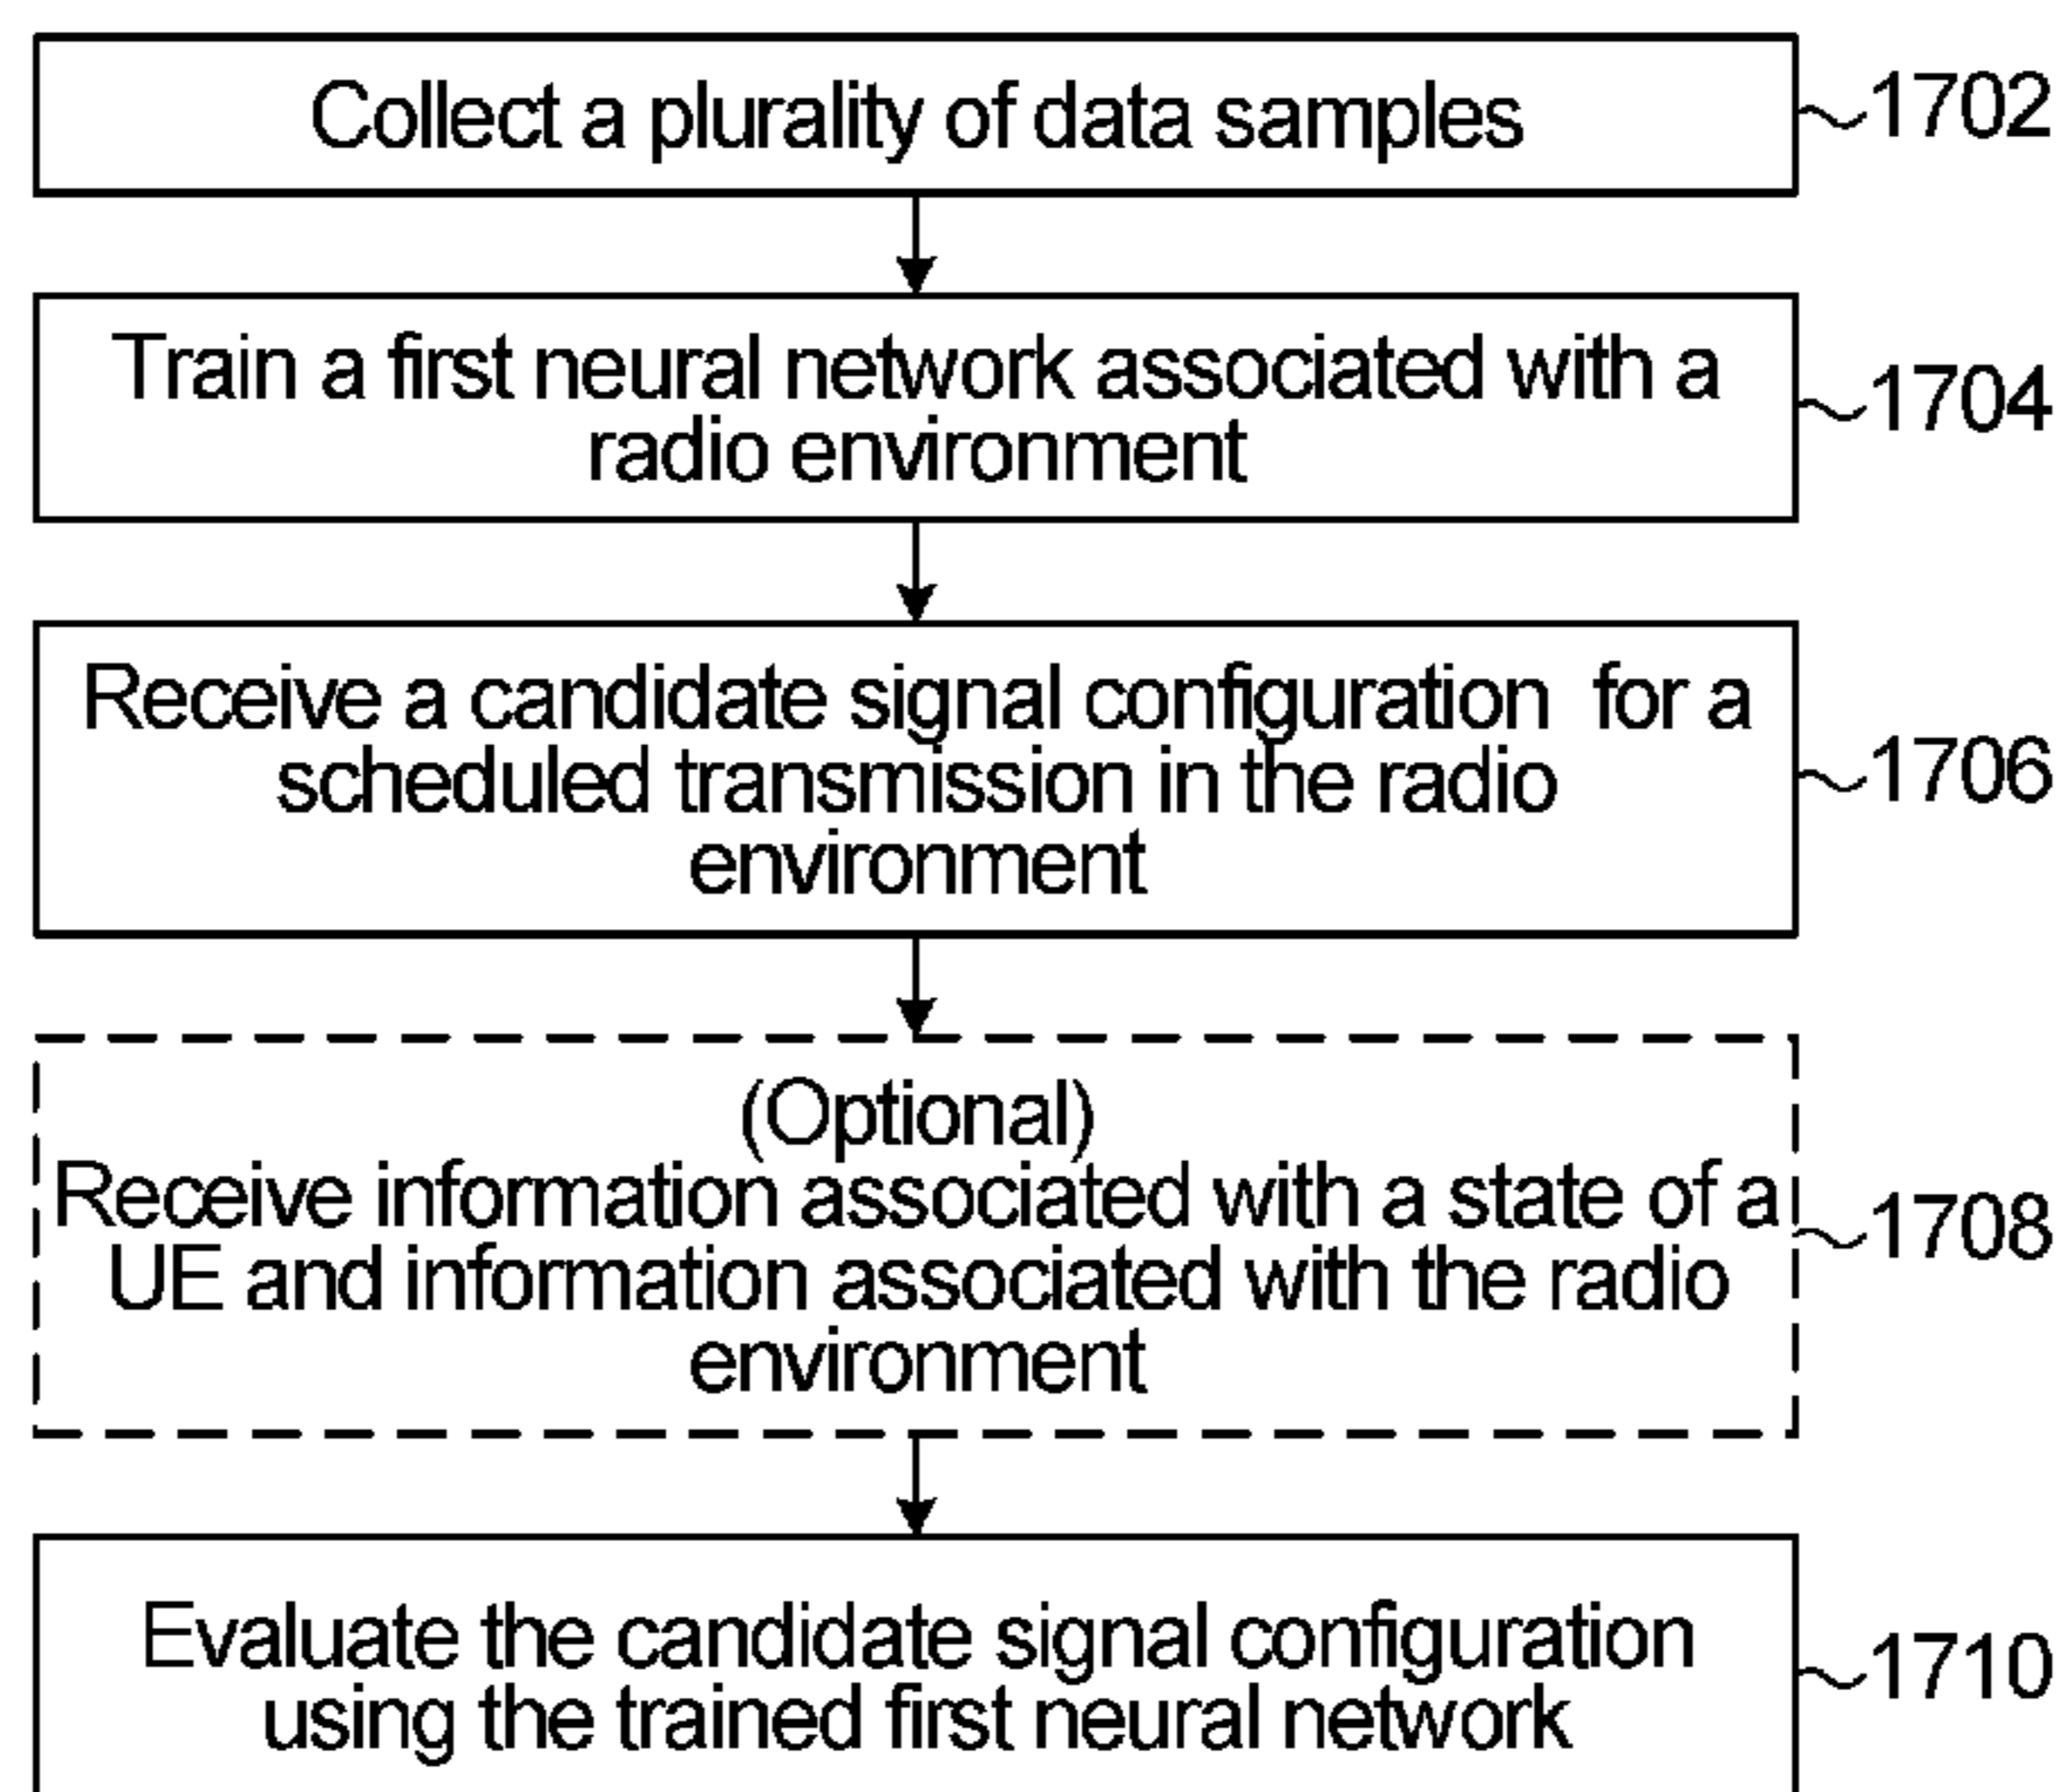 Collect a plurality of data samples
1702
Train a first neural network associated with a
radio environment
1704
Receive a candidate signal configuration for a
scheduled transmission in the radio
environment
1706
(Optional)
Receive information associated with a state of a
UE and information associated with the radio
environment
1708
Evaluate the candidate signal configuration
using the trained first neural network
1710